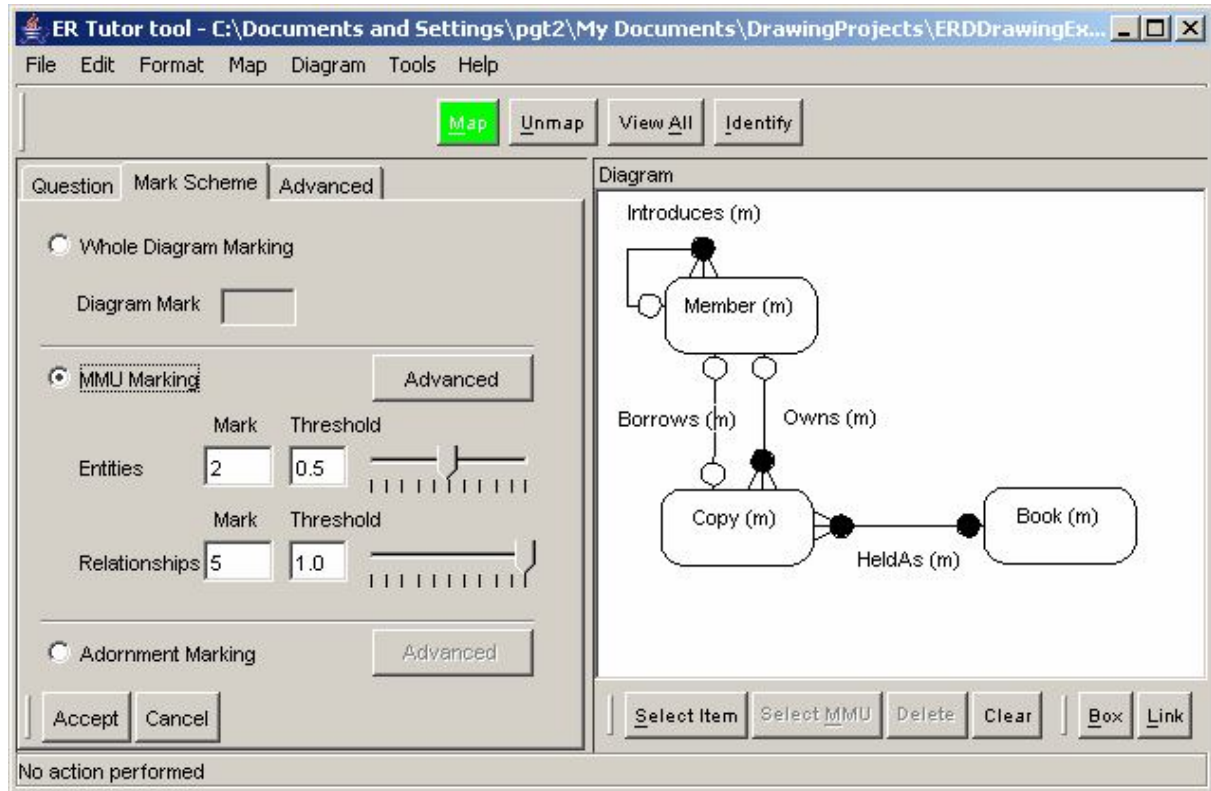 ER Tutor tool - C:\Documents and Settings\pgt2\My Documents\DrawingProjects\ERDDrawingEx...
File Edit Format Map Diagram Tools Help
Map Unmap View All Identify
Question Mark Scheme Advanced
Whole Diagram Marking
Diagram Mark
MMU Marking Advanced
Mark Threshold
Entities 2 0.5
Mark Threshold
Relationships 5 1.0
Adornment Marking Advanced
Accept Cancel
Diagram
Introduces (m)
Member (m)
Borrows (m) Owns (m)
Copy (m) Book (m)
HeldAs (m)
Select Item Select MMU Delete Clear Box Link
No action performed